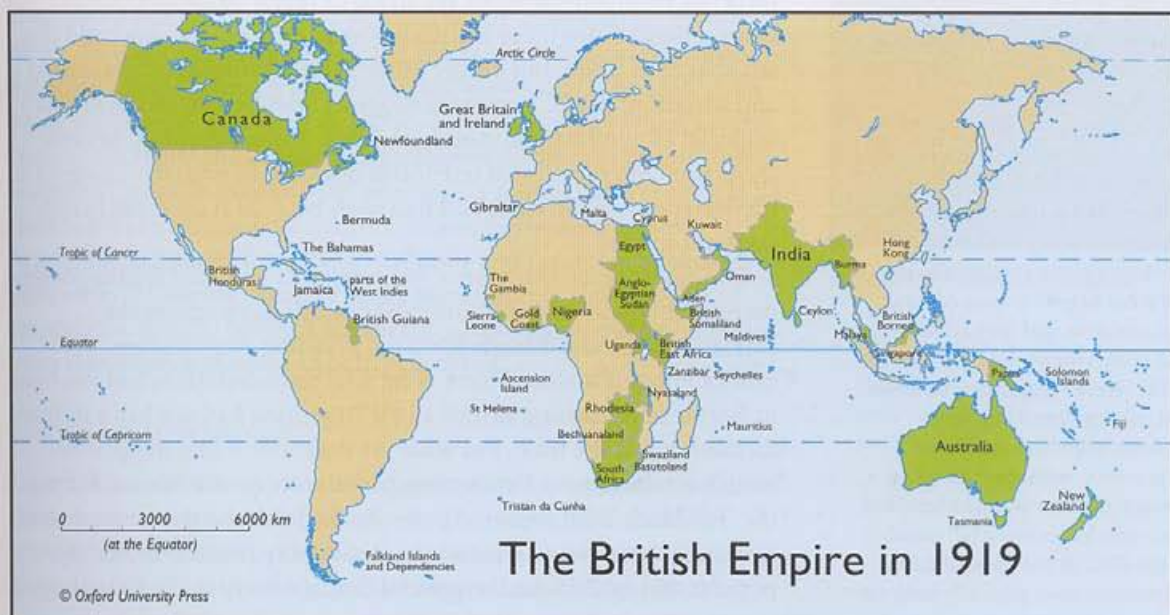 Arctic Circle
Great Britain
and Ireland
Canada
Newfoundland
Gibraltar
Malta
Cyprus
Kuwait
Bermuda
Egypt
India
Hong
Kong
Tropic of Cancer
The Bahamas
British
Honduras
Jamaica
parts of the
West Indies
The
Gambia
Anglo-
Egyptian
Sudan
Oman
Burma
Aden
British Guiana
Sierra
Leone
Gold
Coast
Nigeria
British
Somaliland
Ceylon
British
Borneo
Maldives
Malaya
Equator
Uganda
British
East Africa
Singapore
Zanzibar
Seychelles
Papua
Solomon
Islands
Ascension
Island
Nyasaland
St Helena
Rhodesia
Mauritius
Fiji
Tropic of Capricorn
Bechuanaland
Australia
Swaziland
Basutoland
South
Africa
New
Zealand
Tristan da Cunha
Tasmania
0 3000 6000 km
(at the Equator)
Falkland Islands
and Dependencies
The British Empire in 1919
© Oxford University Press